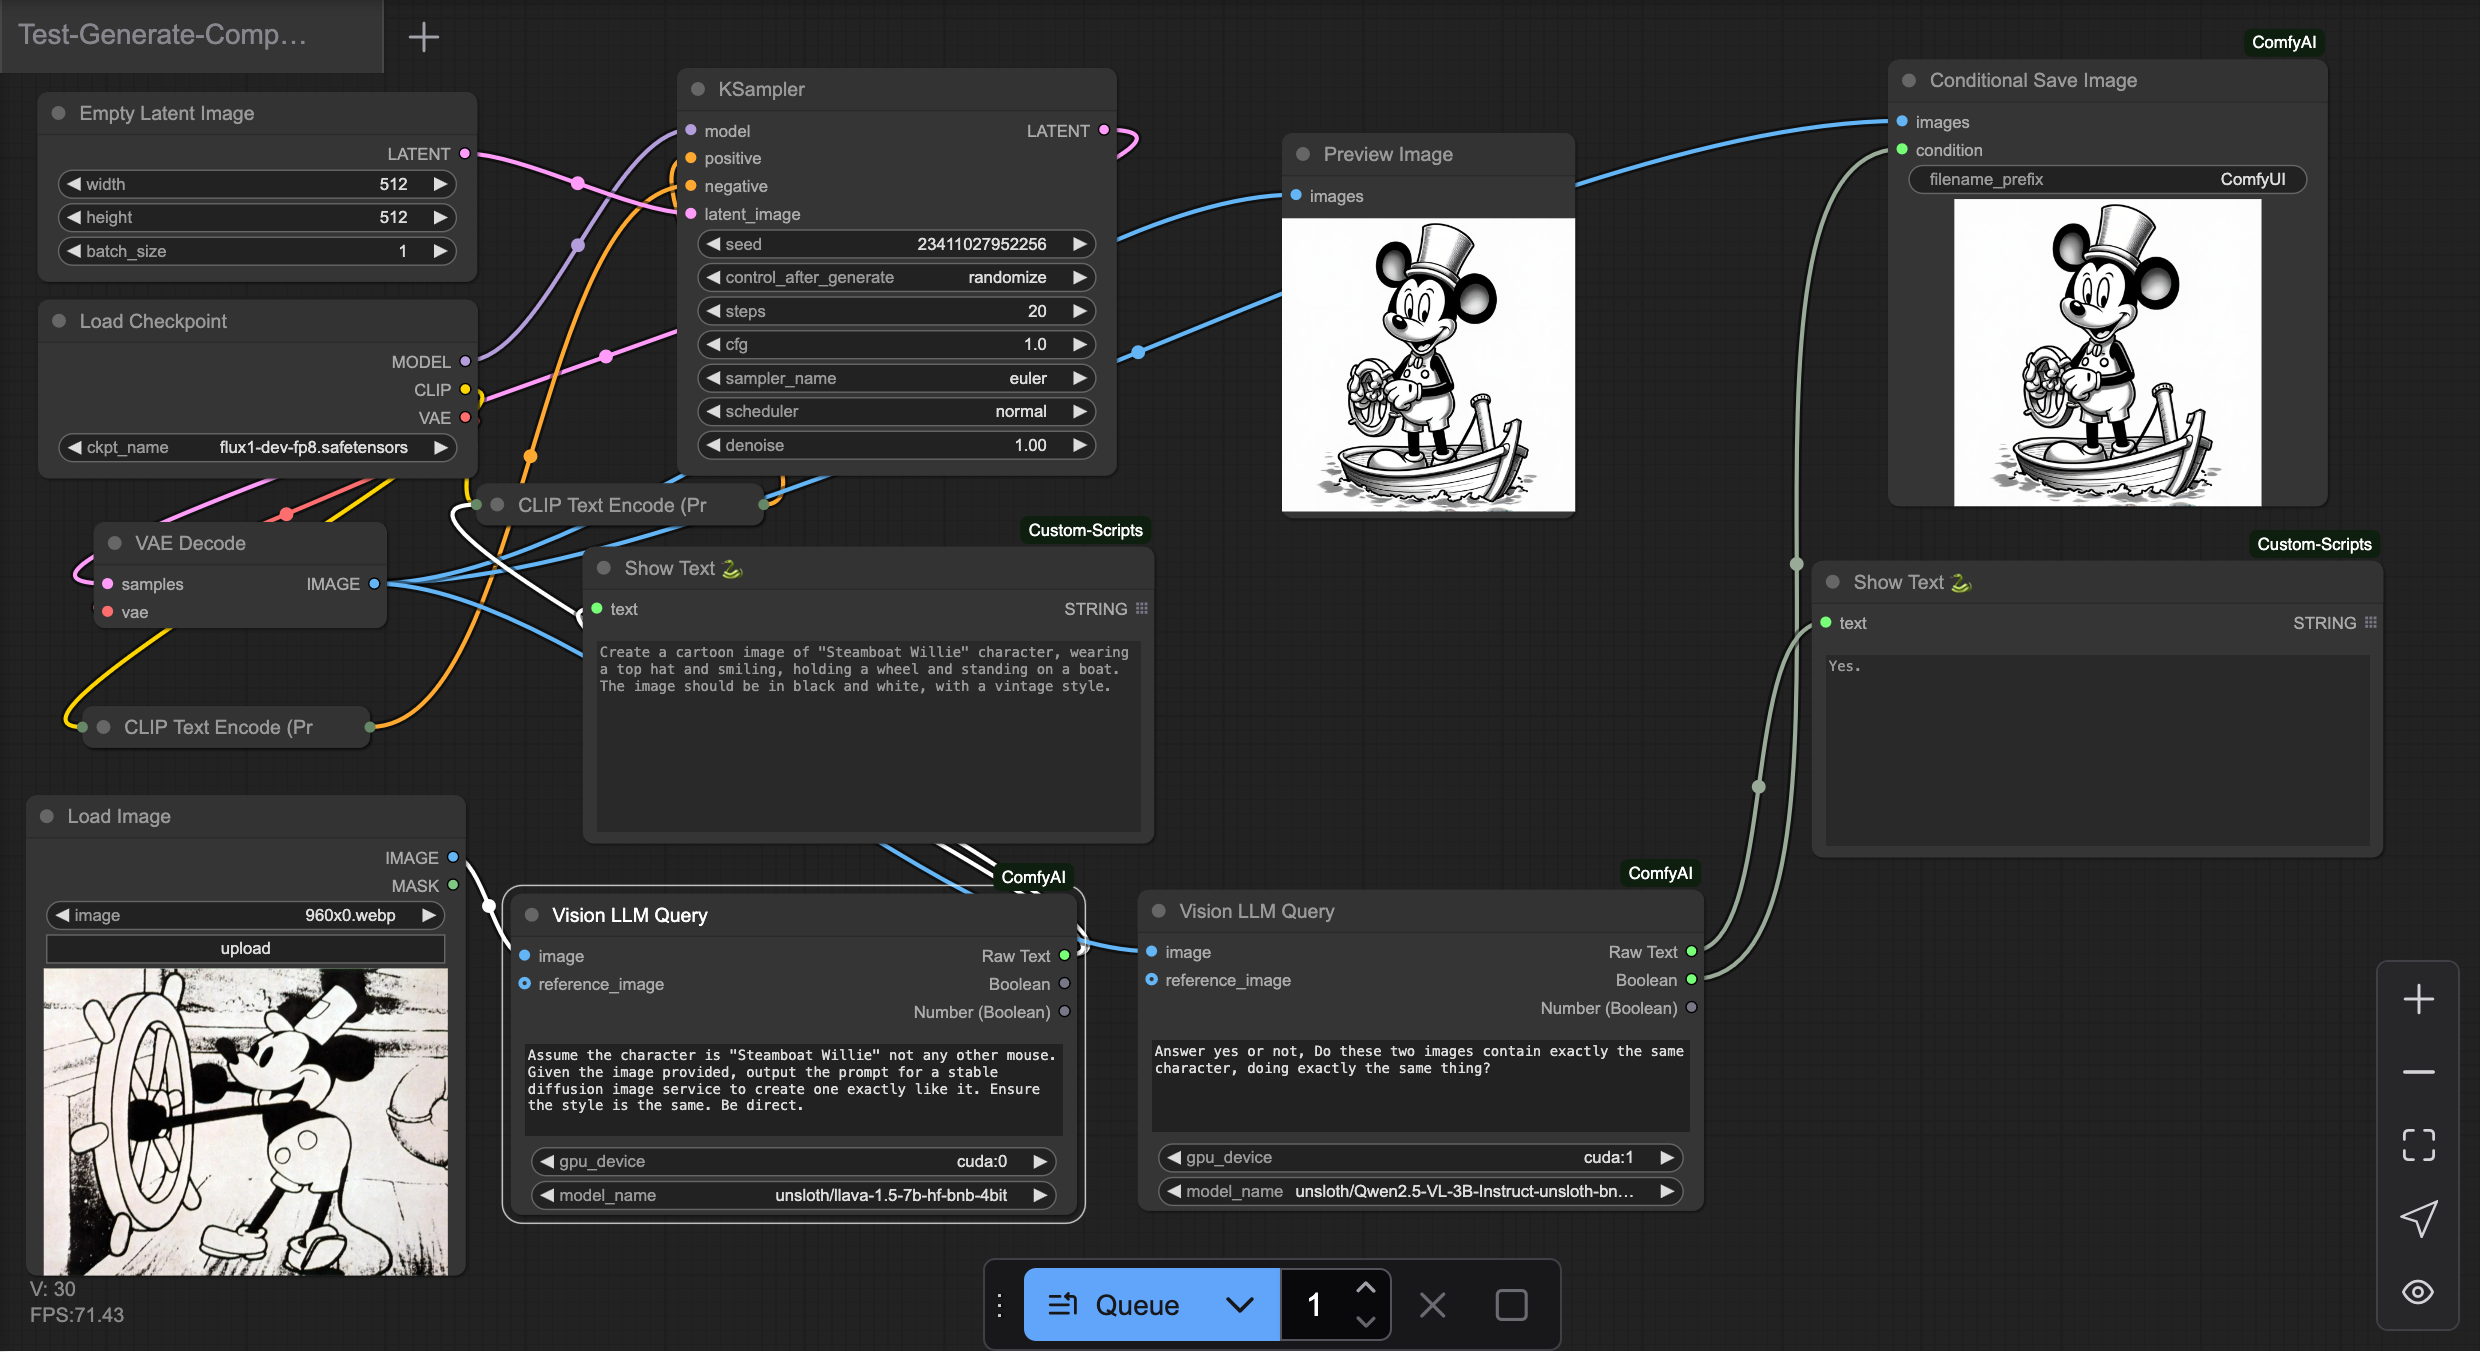 Test-Generate-Comp…
Empty Latent Image
LATENT
width 512
height 512
batch_size 1
Load Checkpoint
MODEL
CLIP
VAE
ckpt_name flux1-dev-fp8.safetensors
KSampler
model LATENT
positive
negative
latent_image
seed 23411027952256
control_after_generate randomize
steps 20
cfg 1.0
sampler_name euler
scheduler normal
denoise 1.00
Preview Image
images
ComfyAI
Conditional Save Image
images
condition
filename_prefix ComfyUI
CLIP Text Encode (Pr
VAE Decode
samples IMAGE
vae
CLIP Text Encode (Pr
Custom-Scripts
Show Text 🐍
text STRING
Create a cartoon image of "Steamboat Willie" character, wearing
a top hat and smiling, holding a wheel and standing on a boat.
The image should be in black and white, with a vintage style.
Custom-Scripts
Show Text 🐍
text STRING
Yes.
Load Image
IMAGE
MASK
image 960x0.webp
upload
ComfyAI
Vision LLM Query
image Raw Text
reference_image Boolean
Number (Boolean)
Assume the character is "Steamboat Willie" not any other mouse.
Given the image provided, output the prompt for a stable
diffusion image service to create one exactly like it. Ensure
the style is the same. Be direct.
gpu_device cuda:0
model_name unsloth/llava-1.5-7b-hf-bnb-4bit
ComfyAI
Vision LLM Query
image Raw Text
reference_image Boolean
Number (Boolean)
Answer yes or not, Do these two images contain exactly the same
character, doing exactly the same thing?
gpu_device cuda:1
model_name unsloth/Qwen2.5-VL-3B-Instruct-unsloth-bn…
V: 30
FPS:71.43
Queue 1